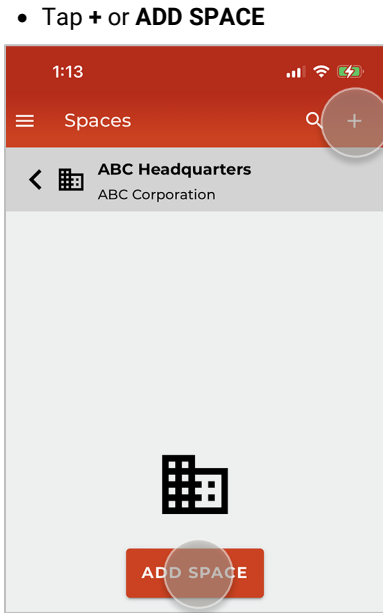 • Tap + or ADD SPACE
1:13
Spaces
+
ABC Headquarters
ABC Corporation
ADD SPACE